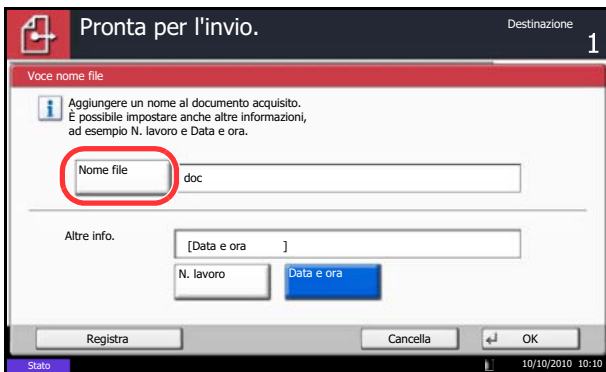 Pronta per l'invio.
Destinazione
1
Voce nome file
Aggiungere un nome al documento acquisito.
È possibile impostare anche altre informazioni,
ad esempio N. lavoro e Data e ora.
Nome file
doc
Altre info.
[Data e ora ]
N. lavoro
Data e ora
Registra
Cancella
OK
Stato
10/10/2010 10:10